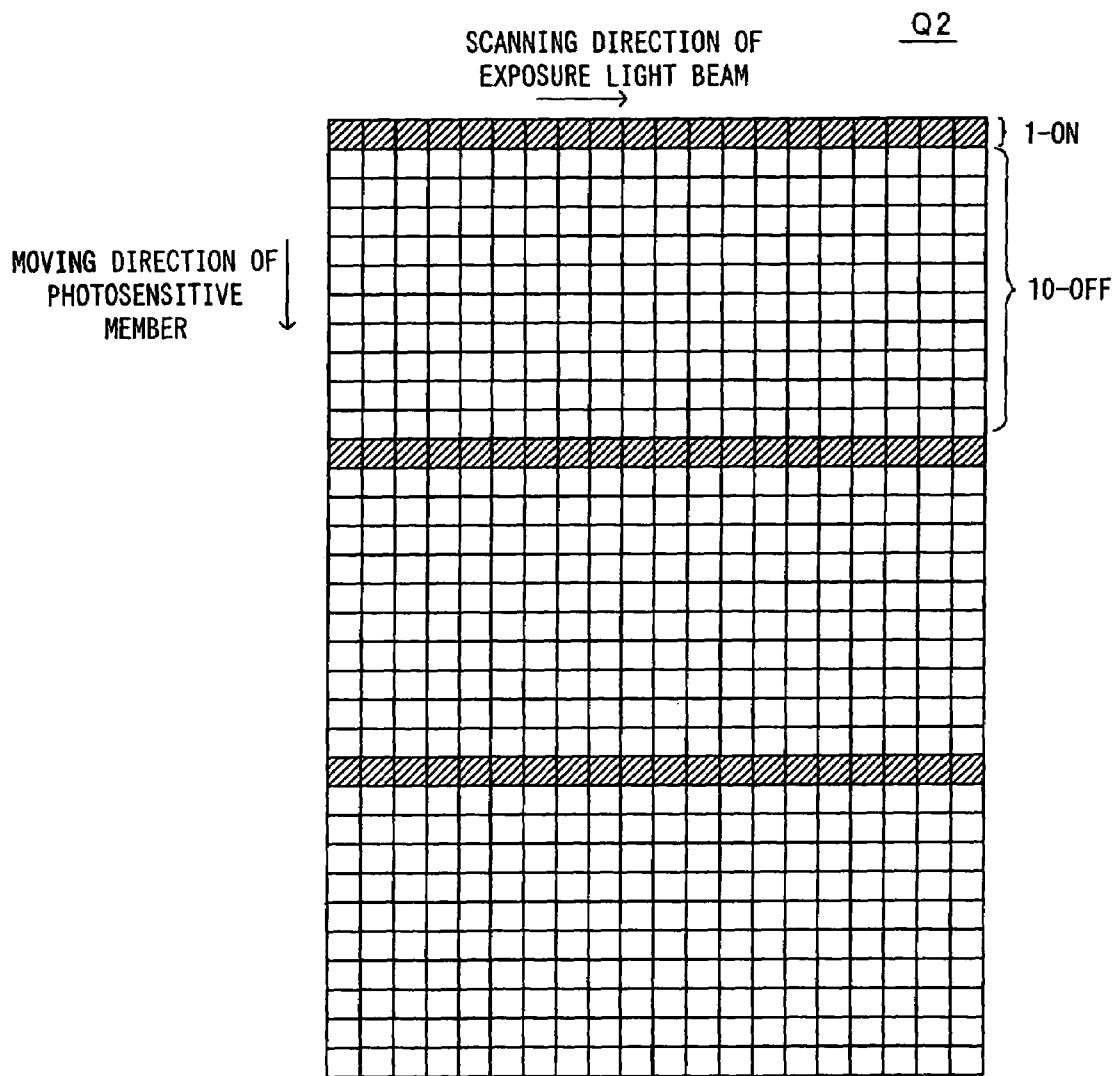 Q2
SCANNING DIRECTION OF
EXPOSURE LIGHT BEAM
1-ON
MOVING DIRECTION OF
PHOTOSENSITIVE
MEMBER
10-OFF